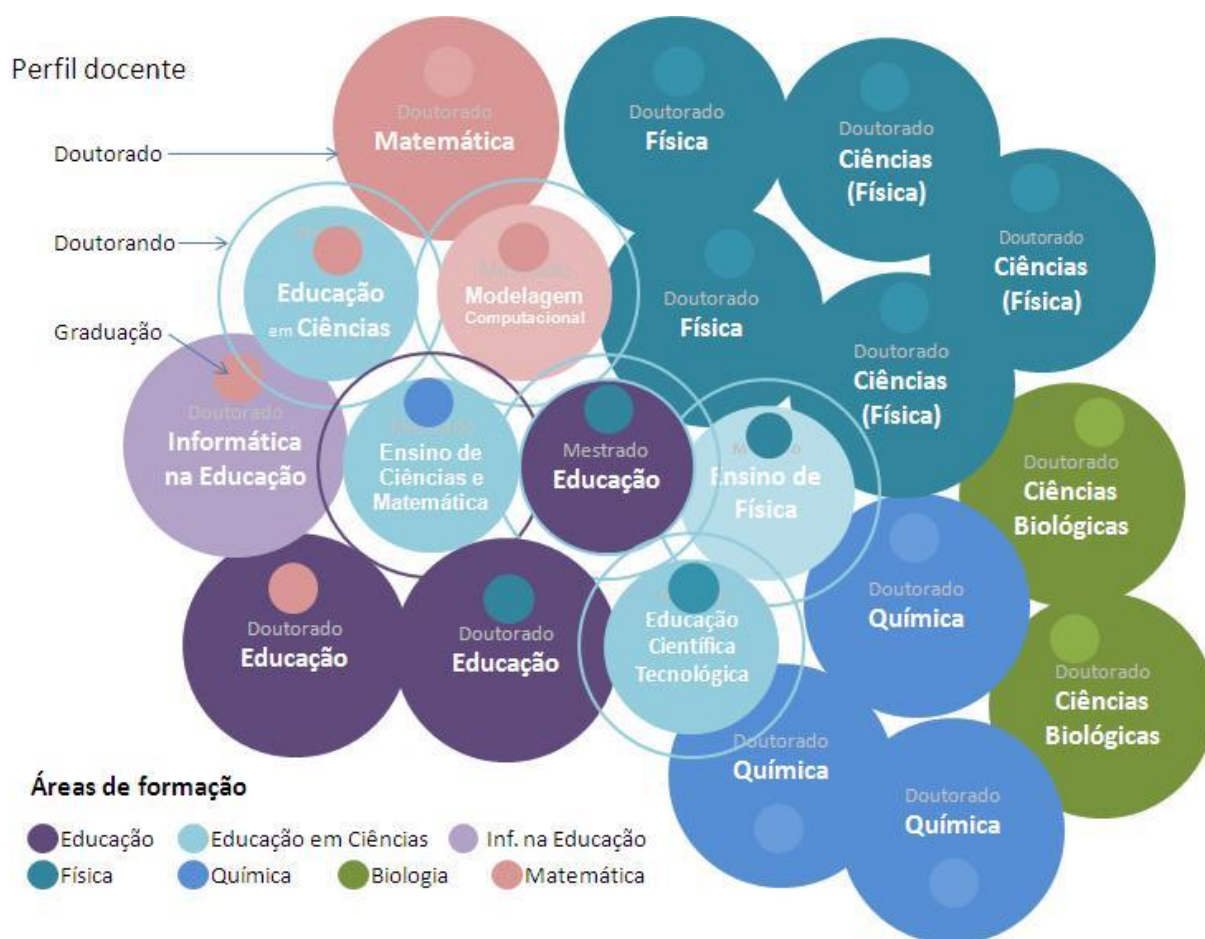 Perfil docente
Doutorado
Doutorando
Graduação
Doutorado
Matemática
Doutorado
Física
Doutorado
Ciências
(Física)
Doutorado
Ciências
(Física)
Educação
em Ciências
Modelagem
Computacional
Doutorado
Física
Doutorado
Ciências
(Física)
Doutorado
Informática
na Educação
Ensino de
Ciências e
Matemática
Mestrado
Educação
Ensino de
Física
Doutorado
Ciências
Biológicas
Doutorado
Educação
Doutorado
Educação
Educação
Científica
Tecnológica
Doutorado
Química
Doutorado
Ciências
Biológicas
Doutorado
Química
Doutorado
Química
Áreas de formação
Educação
Educação em Ciências
Inf. na Educação
Física
Química
Biologia
Matemática